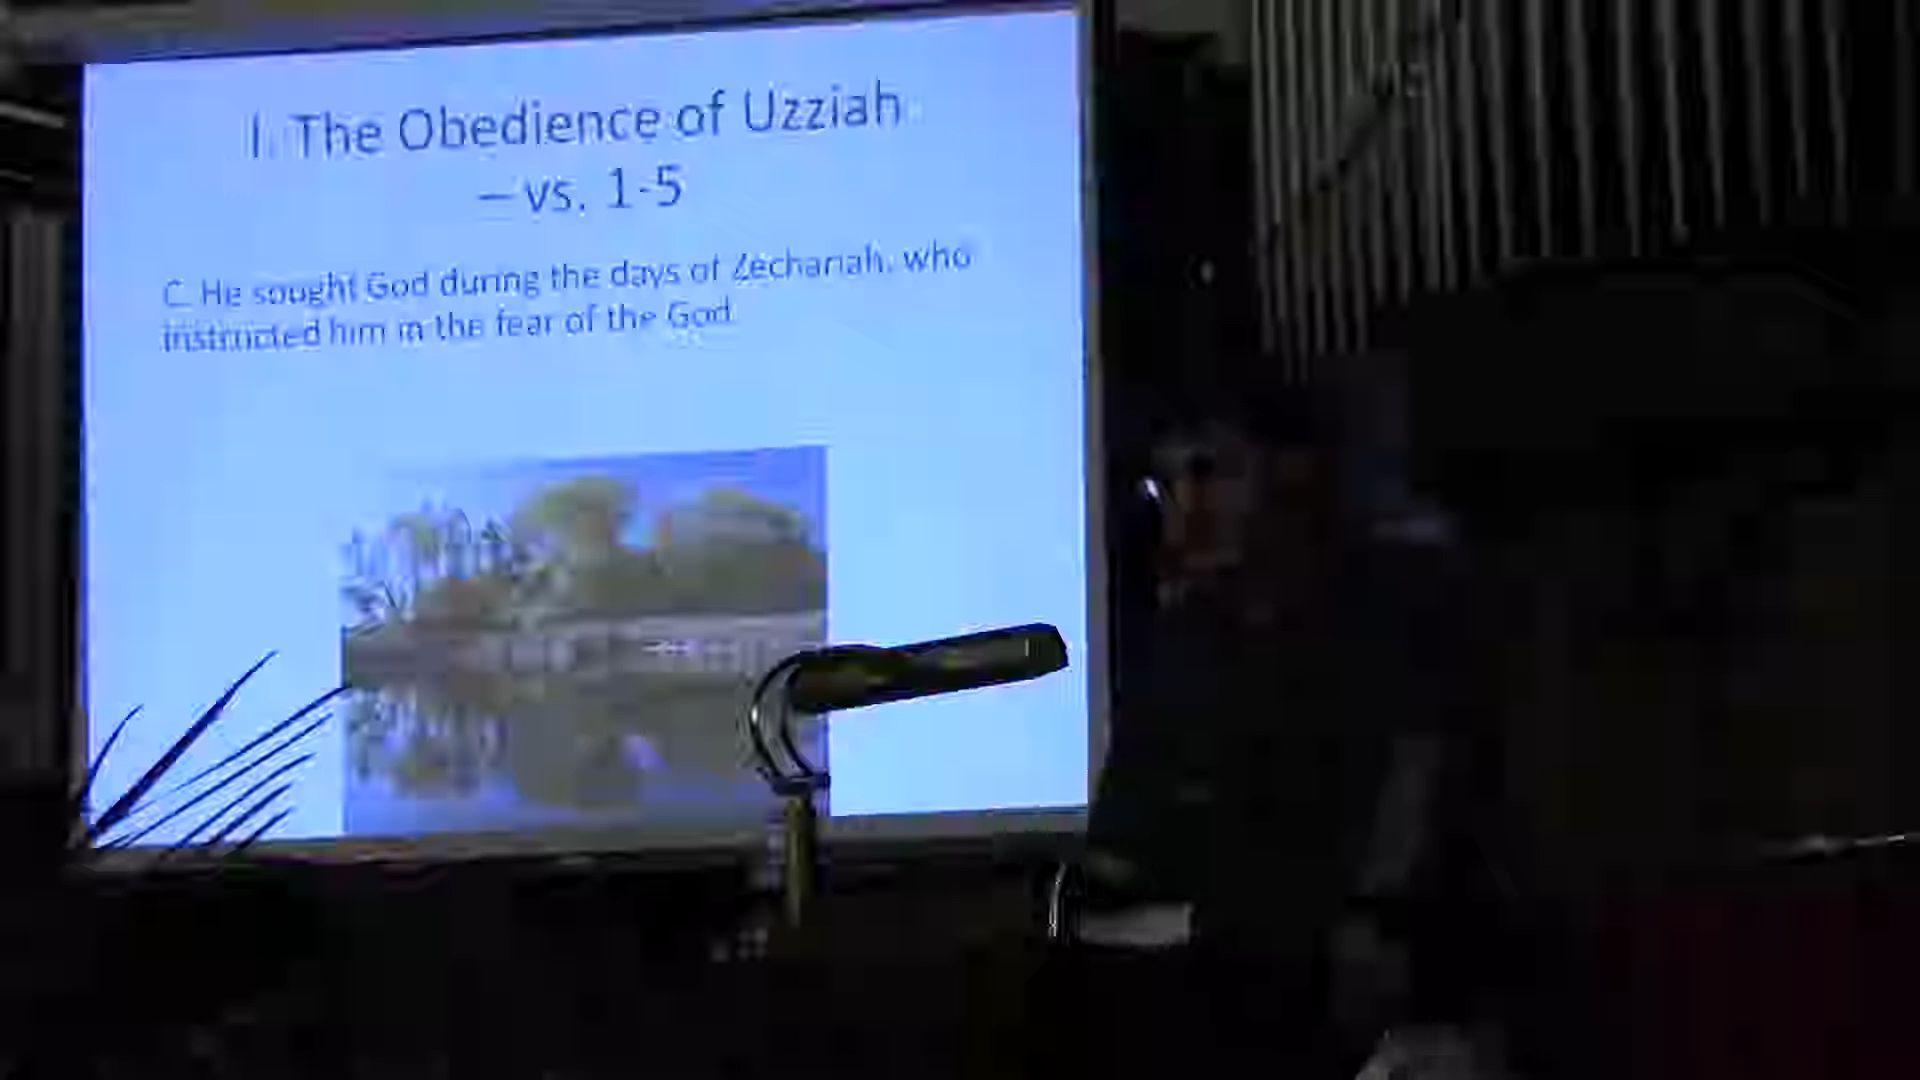 I. The Obedience of Uzziah
– vs. 1-5
C. He sought God during the days of Zechariah, who
instructed him in the fear of the God